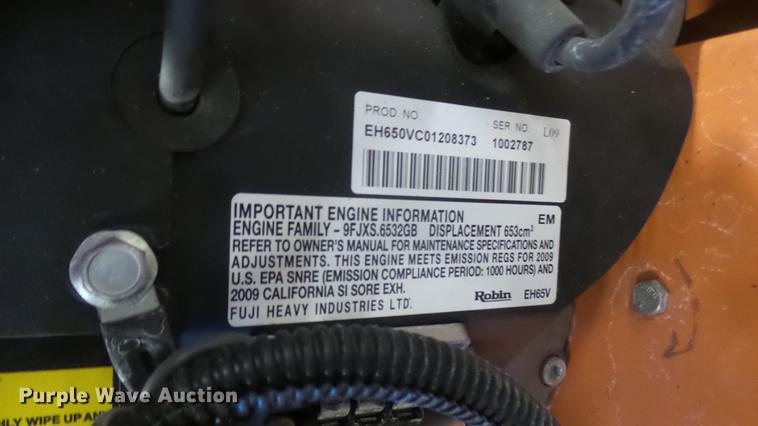 PROD. NO.
SER. NO. L09
EH650VC01208373 1002787
IMPORTANT ENGINE INFORMATION EM
ENGINE FAMILY - 9FJXS.6532GB DISPLACEMENT 653cm³
REFER TO OWNER'S MANUAL FOR MAINTENANCE SPECIFICATIONS AND
ADJUSTMENTS. THIS ENGINE MEETS EMISSION REGS FOR 2009
U.S. EPA SNRE (EMISSION COMPLIANCE PERIOD: 1000 HOURS) AND
2009 CALIFORNIA SI SORE EXH.
FUJI HEAVY INDUSTRIES LTD. Robin EH65V
Purple Wave Auction
WIPE UP